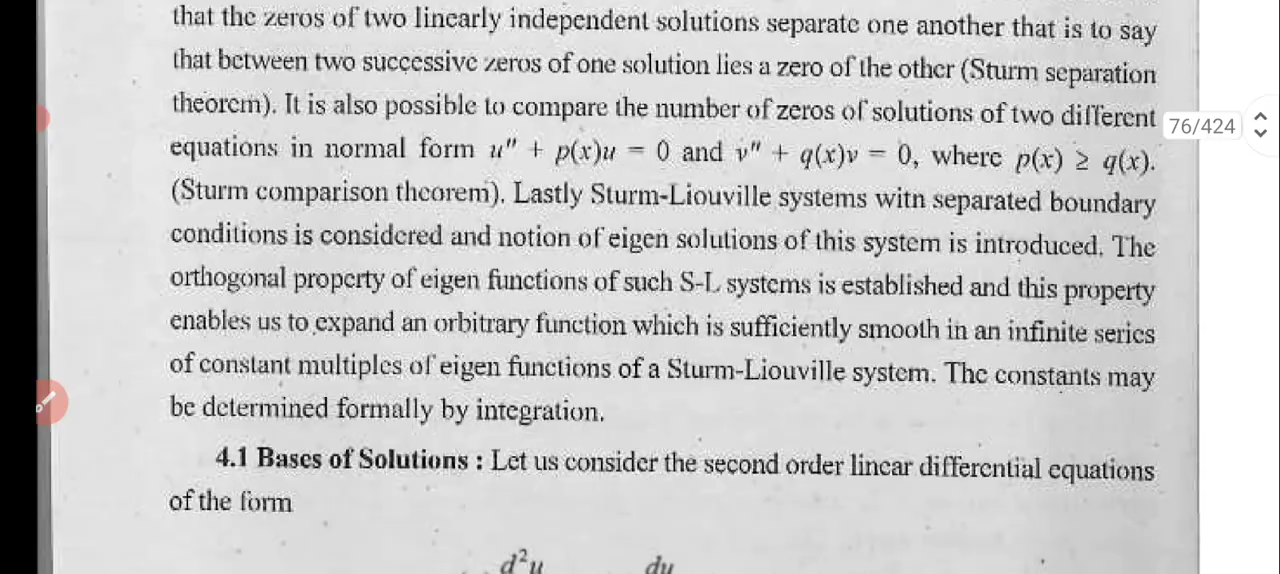 that the zeros of two linearly independent solutions separate one another that is to say
that between two successive zeros of one solution lies a zero of the other (Sturm separation
theorem). It is also possible to compare the number of zeros of solutions of two different
76/424
equations in normal form u" + p(x)u = 0 and v" + q(x)v = 0, where p(x) ≥ q(x).
(Sturm comparison theorem). Lastly Sturm-Liouville systems witn separated boundary
conditions is considered and notion of eigen solutions of this system is introduced. The
orthogonal property of eigen functions of such S-L systems is established and this property
enables us to expand an orbitrary function which is sufficiently smooth in an infinite series
of constant multiples of eigen functions of a Sturm-Liouville system. The constants may
be determined formally by integration.
4.1 Bases of Solutions : Let us consider the second order linear differential equations
of the form
d²u du